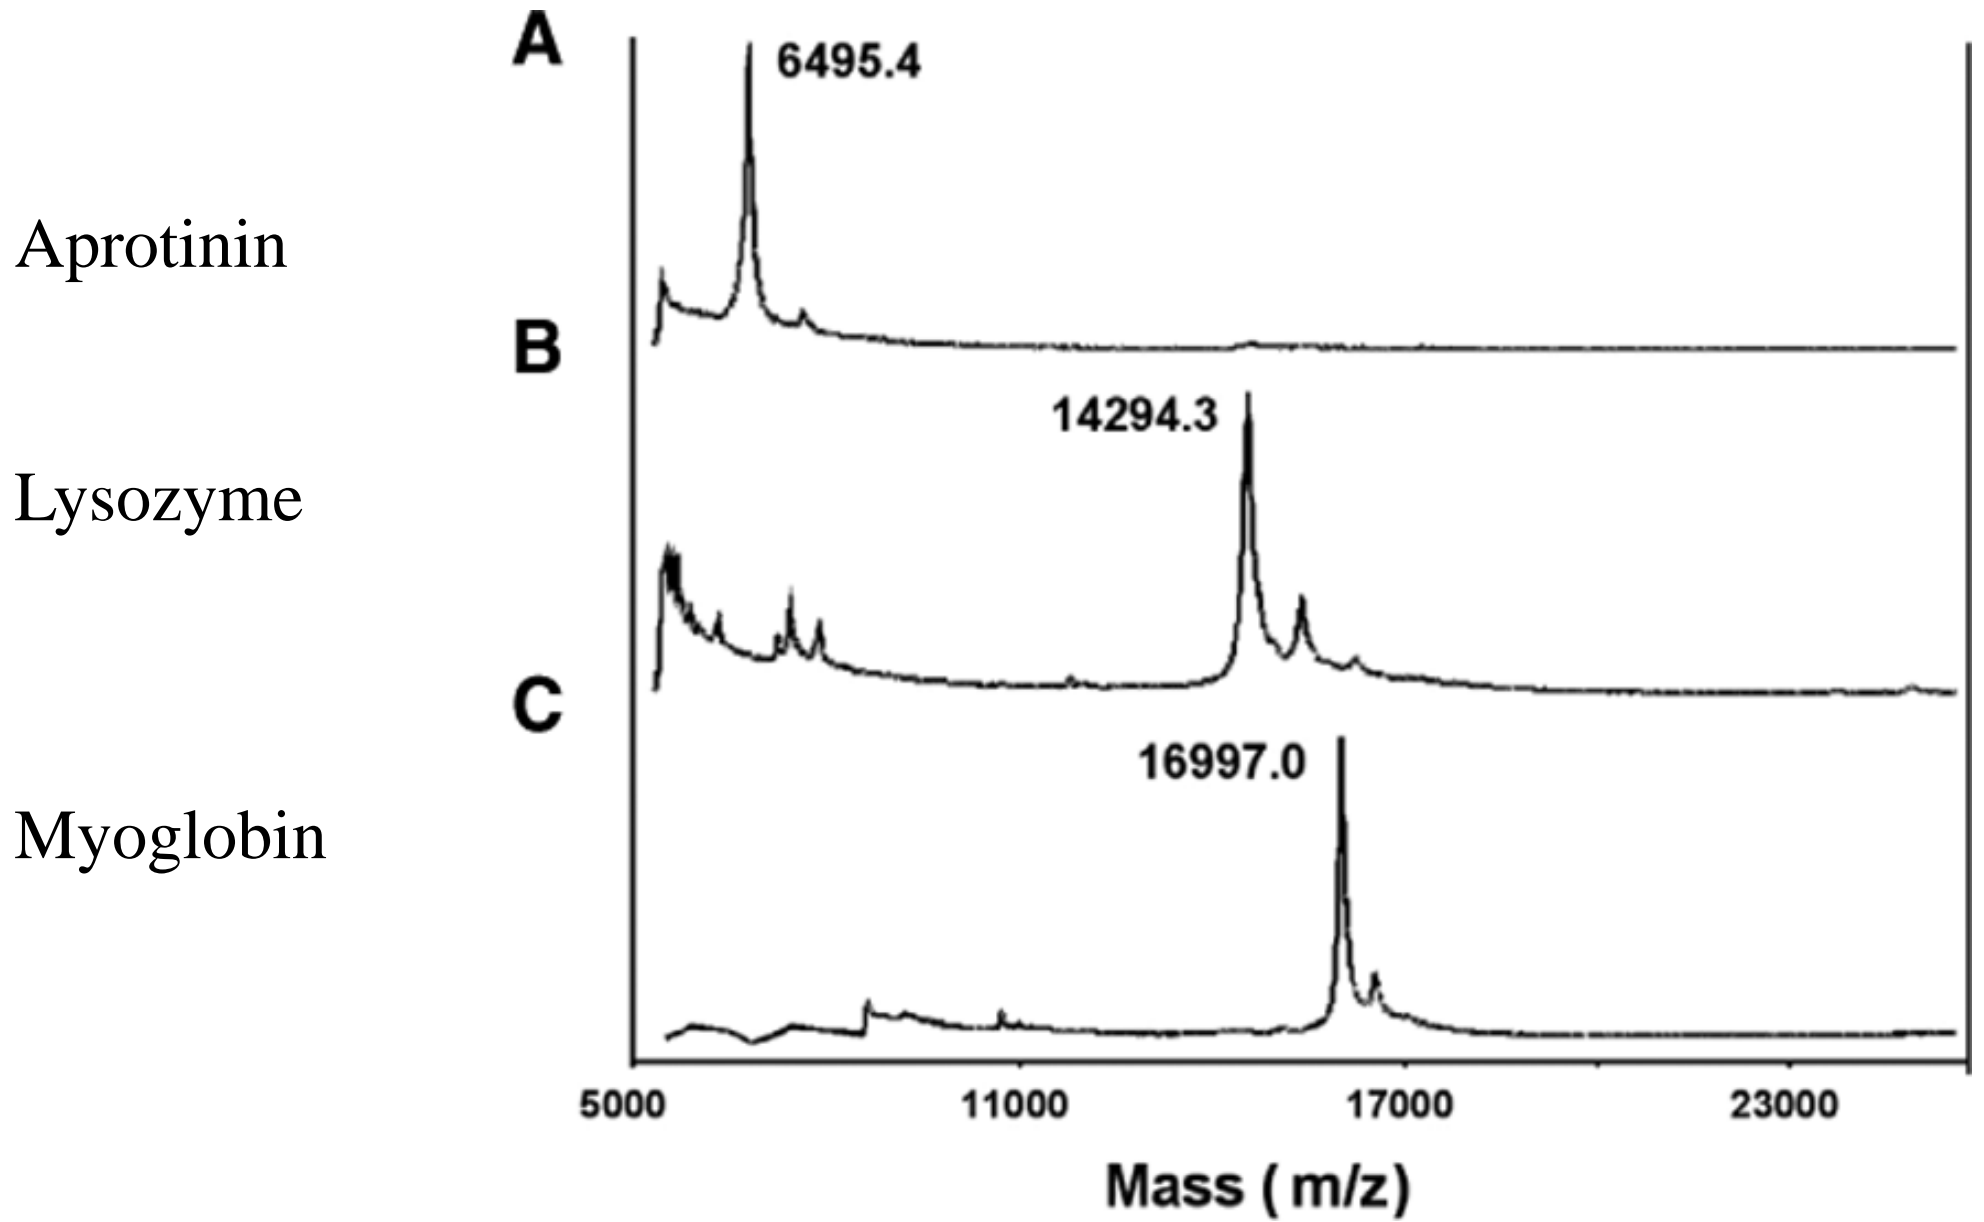 A
6495.4
Aprotinin
B
14294.3
Lysozyme
C
16997.0
Myoglobin
5000 11000 17000 23000
Mass ( m/z)